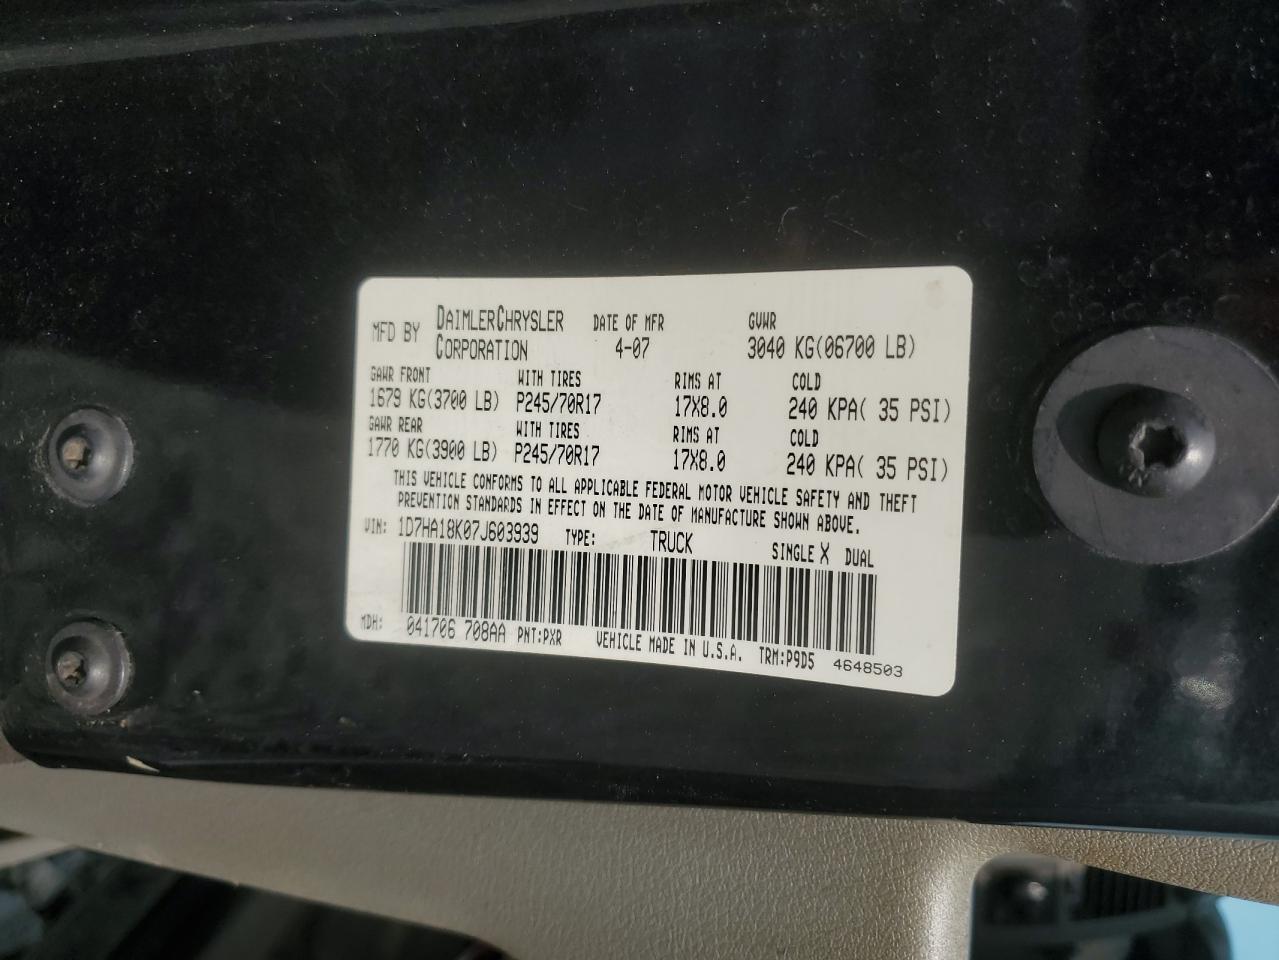 MFD BY DAIMLERCHRYSLER CORPORATION DATE OF MFR 4-07 GVWR 3040 KG(06700 LB)
GAWR FRONT WITH TIRES RIMS AT COLD
1679 KG(3700 LB) P245/70R17 17X8.0 240 KPA( 35 PSI)
GAWR REAR WITH TIRES RIMS AT COLD
1770 KG(3900 LB) P245/70R17 17X8.0 240 KPA( 35 PSI)
THIS VEHICLE CONFORMS TO ALL APPLICABLE FEDERAL MOTOR VEHICLE SAFETY AND THEFT
PREVENTION STANDARDS IN EFFECT ON THE DATE OF MANUFACTURE SHOWN ABOVE.
VIN: 1D7HA18K07J603939 TYPE: TRUCK SINGLE X DUAL
MDH: 041706 708AA PNT:PXR VEHICLE MADE IN U.S.A. TRM:P9D5 4648503